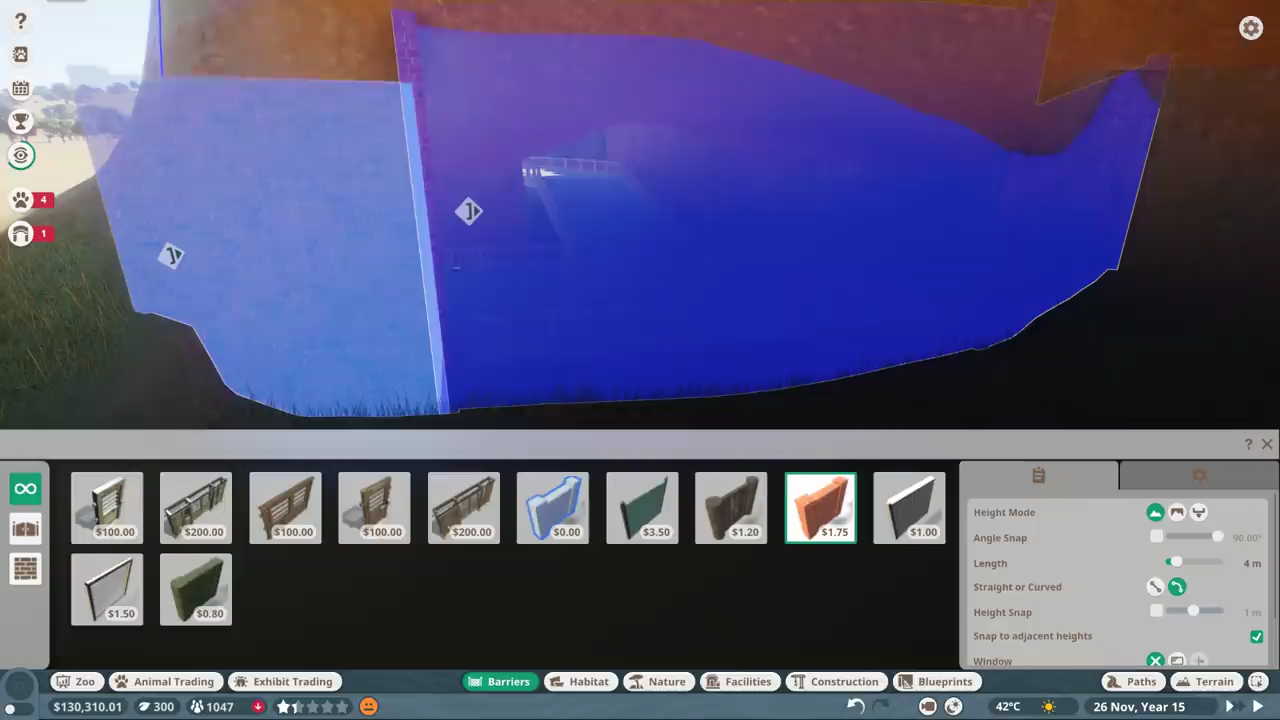 ?
4
1
? ×
$100.00 $200.00 $100.00 $100.00 $200.00 $0.00 $3.50 $1.20 $1.75 $1.00
$1.50 $0.80
Height Mode
Angle Snap 90.00°
Length 4 m
Straight or Curved
Height Snap 1 m
Snap to adjacent heights
Window
Zoo Animal Trading Exhibit Trading Barriers Habitat Nature Facilities Construction Blueprints Paths Terrain
$130,310.01 300 1047 42°C 26 Nov, Year 15